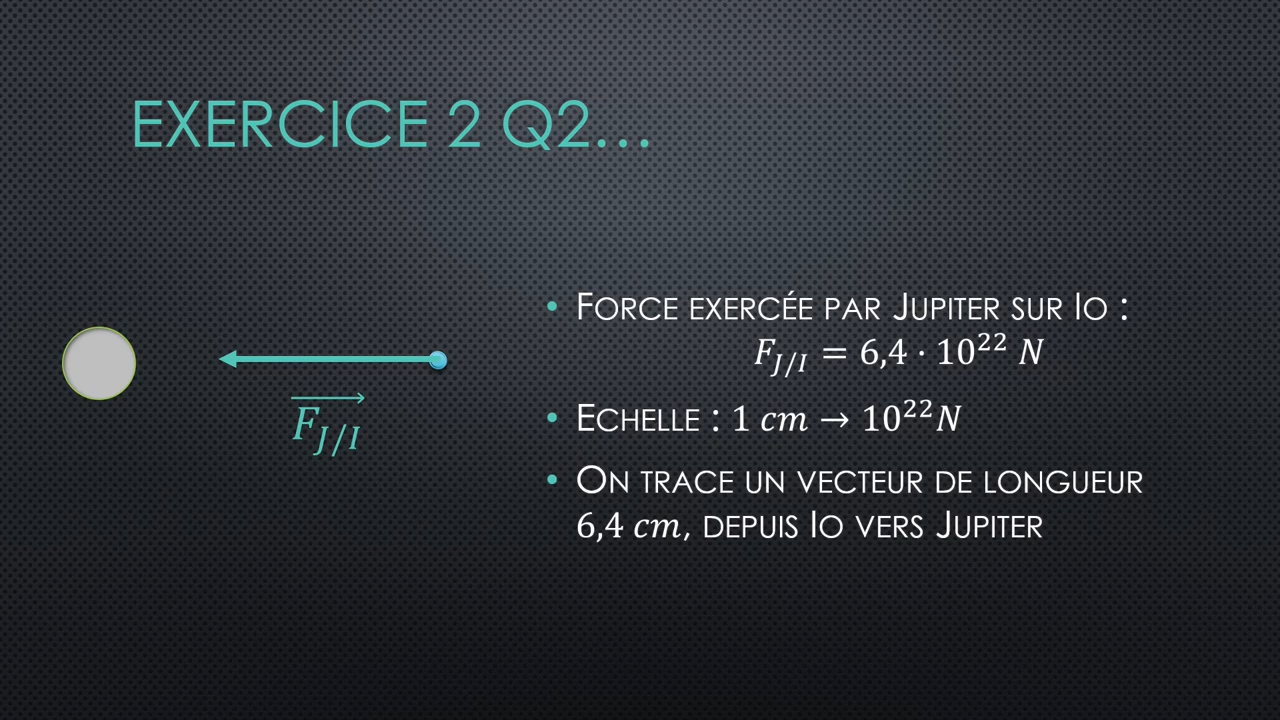 EXERCICE 2 Q2...
• FORCE EXERCÉE PAR JUPITER SUR IO :
F_{J/I} = 6,4 · 10^{22} N
• ECHELLE : 1 cm → 10^{22} N
• ON TRACE UN VECTEUR DE LONGUEUR
6,4 cm, DEPUIS IO VERS JUPITER
\overrightarrow{F_{J/I}}